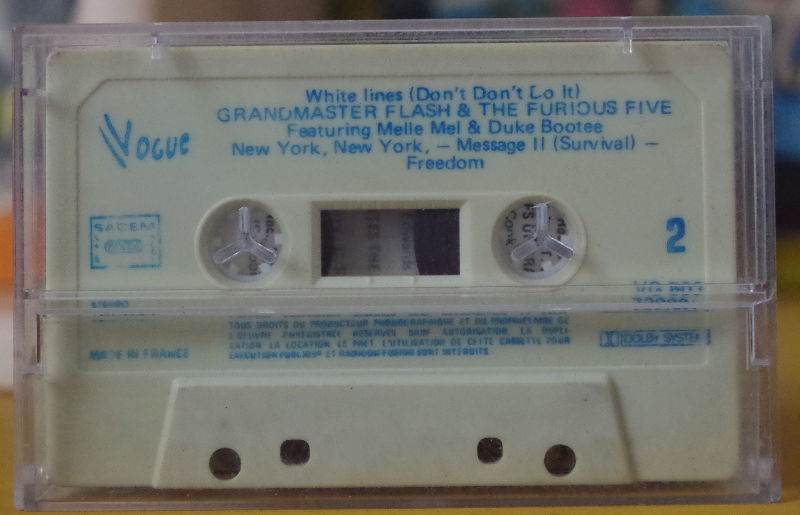 White lines (Don't Don't Do It)
GRANDMASTER FLASH & THE FURIOUS FIVE
Featuring Melle Mel & Duke Bootee
New York, New York, – Message II (Survival) –
Freedom
VOGUE
SACEM
2
STEREO
TOUS DROITS DU PRODUCTEUR PHONOGRAPHIQUE ET DU PROPRIETAIRE DE
L'OEUVRE ENREGISTREE RESERVES SAUF AUTORISATION LA DUPLI
CATION LA LOCATION LE PRET L'UTILISATION DE CETTE CASSETTE POUR
EXECUTION PUBLIQUE ET RADIODIFFUSION SONT INTERDITS
MADE IN FRANCE
DOLBY SYSTEM